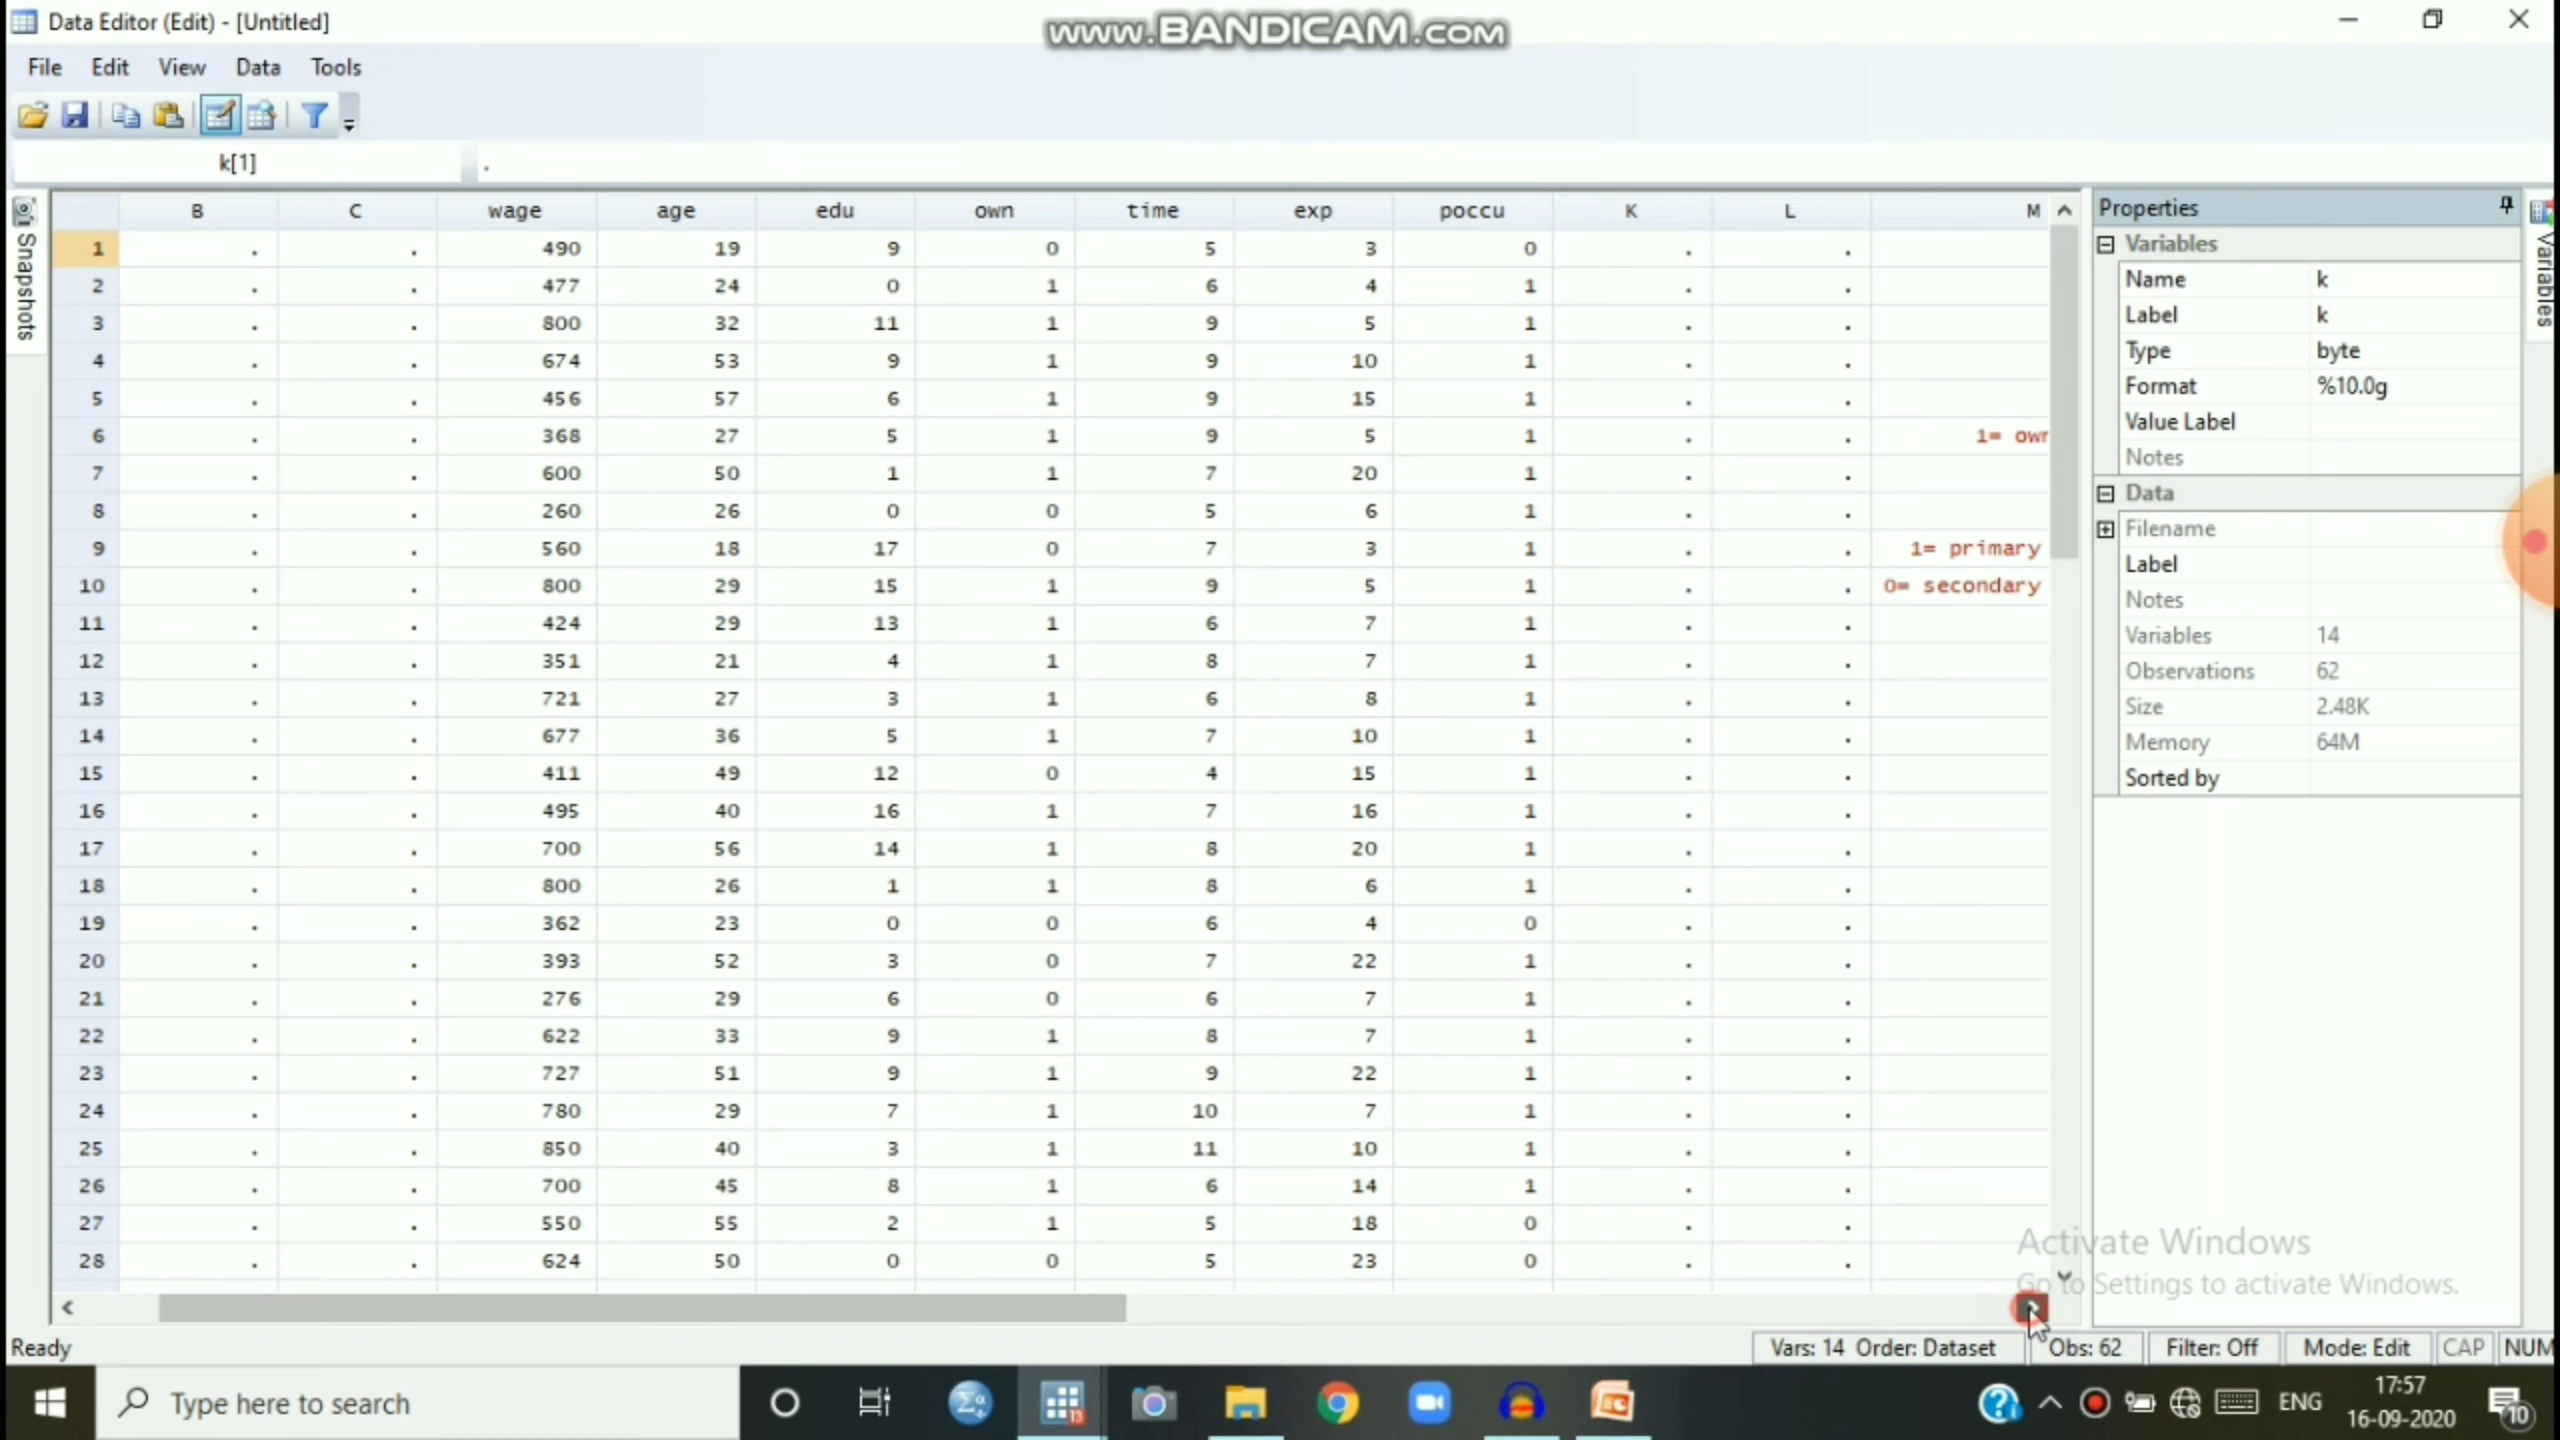 Data Editor (Edit) - [Untitled]
www.BANDICAM.com
File Edit View Data Tools
k[1] .
Snapshots
B C wage age edu own time exp poccu K L M
1 . . 490 19 9 0 5 3 0 . .
2 . . 477 24 0 1 6 4 1 . .
3 . . 800 32 11 1 9 5 1 . .
4 . . 674 53 9 1 9 10 1 . .
5 . . 456 57 6 1 9 15 1 . .
6 . . 368 27 5 1 9 5 1 . . 1= own
7 . . 600 50 1 1 7 20 1 . .
8 . . 260 26 0 0 5 6 1 . .
9 . . 560 18 17 0 7 3 1 . . 1= primary
10 . . 800 29 15 1 9 5 1 . . 0= secondary
11 . . 424 29 13 1 6 7 1 . .
12 . . 351 21 4 1 8 7 1 . .
13 . . 721 27 3 1 6 8 1 . .
14 . . 677 36 5 1 7 10 1 . .
15 . . 411 49 12 0 4 15 1 . .
16 . . 495 40 16 1 7 16 1 . .
17 . . 700 56 14 1 8 20 1 . .
18 . . 800 26 1 1 8 6 1 . .
19 . . 362 23 0 0 6 4 0 . .
20 . . 393 52 3 0 7 22 1 . .
21 . . 276 29 6 0 6 7 1 . .
22 . . 622 33 9 1 8 7 1 . .
23 . . 727 51 9 1 9 22 1 . .
24 . . 780 29 7 1 10 7 1 . .
25 . . 850 40 3 1 11 10 1 . .
26 . . 700 45 8 1 6 14 1 . .
27 . . 550 55 2 1 5 18 0 . .
28 . . 624 50 0 0 5 23 0 . .
Properties
Variables
Name k
Label k
Type byte
Format %10.0g
Value Label
Notes
Data
Filename
Label
Notes
Variables 14
Observations 62
Size 2.48K
Memory 64M
Sorted by
Variables
Activate Windows
Go to Settings to activate Windows.
Ready
Vars: 14 Order: Dataset Obs: 62 Filter: Off Mode: Edit CAP NUM
Type here to search
13
ENG
17:57
16-09-2020
10